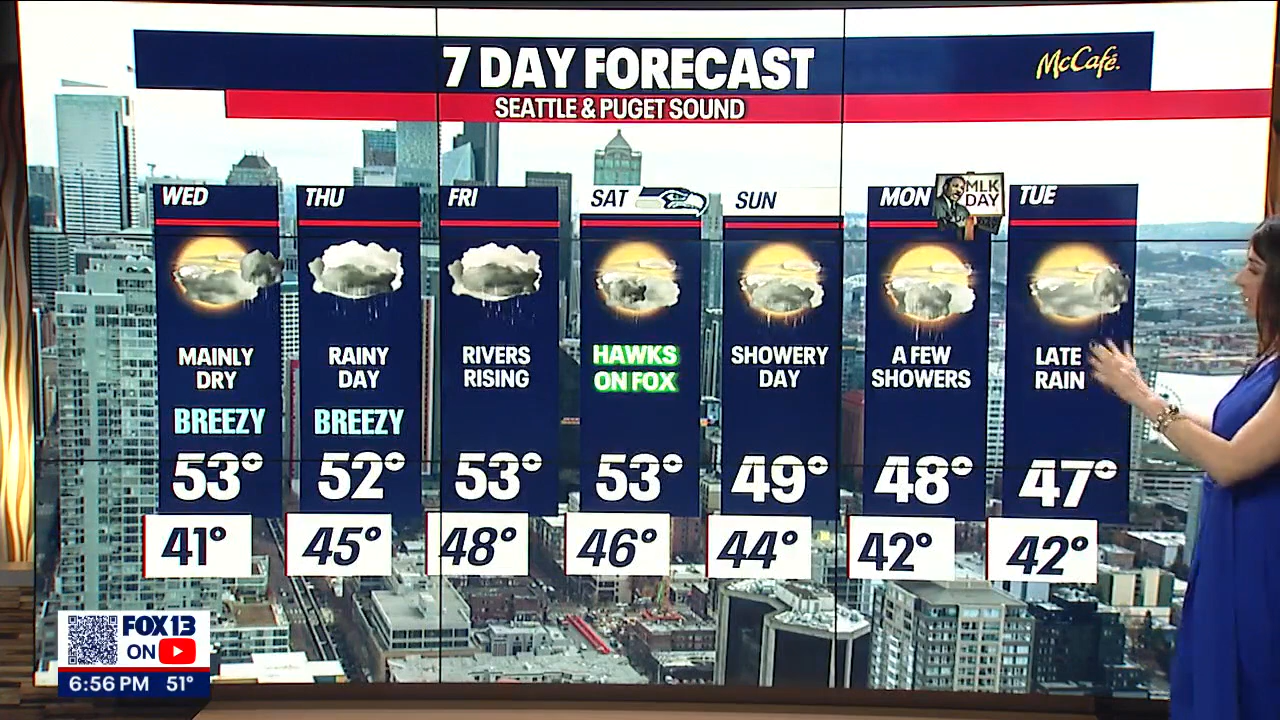 7 DAY FORECAST
McCafé.
SEATTLE & PUGET SOUND
WED
THU
FRI
SAT
SUN
MON
MLK
DAY
TUE
MAINLY
DRY
BREEZY
53°
41°
RAINY
DAY
BREEZY
52°
45°
RIVERS
RISING
53°
48°
HAWKS
ON FOX
53°
46°
SHOWERY
DAY
49°
44°
A FEW
SHOWERS
48°
42°
LATE
RAIN
47°
42°
FOX 13
ON
6:56 PM 51°